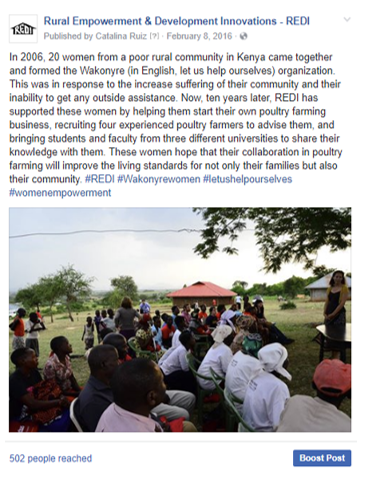 REDI
Rural Empowerment & Development Innovations - REDI
Published by Catalina Ruiz [?] · February 8, 2016 ·
In 2006, 20 women from a poor rural community in Kenya came together
and formed the Wakonyre (in English, let us help ourselves) organization.
This was in response to the increase suffering of their community and their
inability to get any outside assistance. Now, ten years later, REDI has
supported these women by helping them start their own poultry farming
business, recruiting four experienced poultry farmers to advise them, and
bringing students and faculty from three different universities to share their
knowledge with them. These women hope that their collaboration in poultry
farming will improve the living standards for not only their families but also
their community. #REDI #Wakonyrewomen #letushelpourselves
#womenempowerment
502 people reached
Boost Post